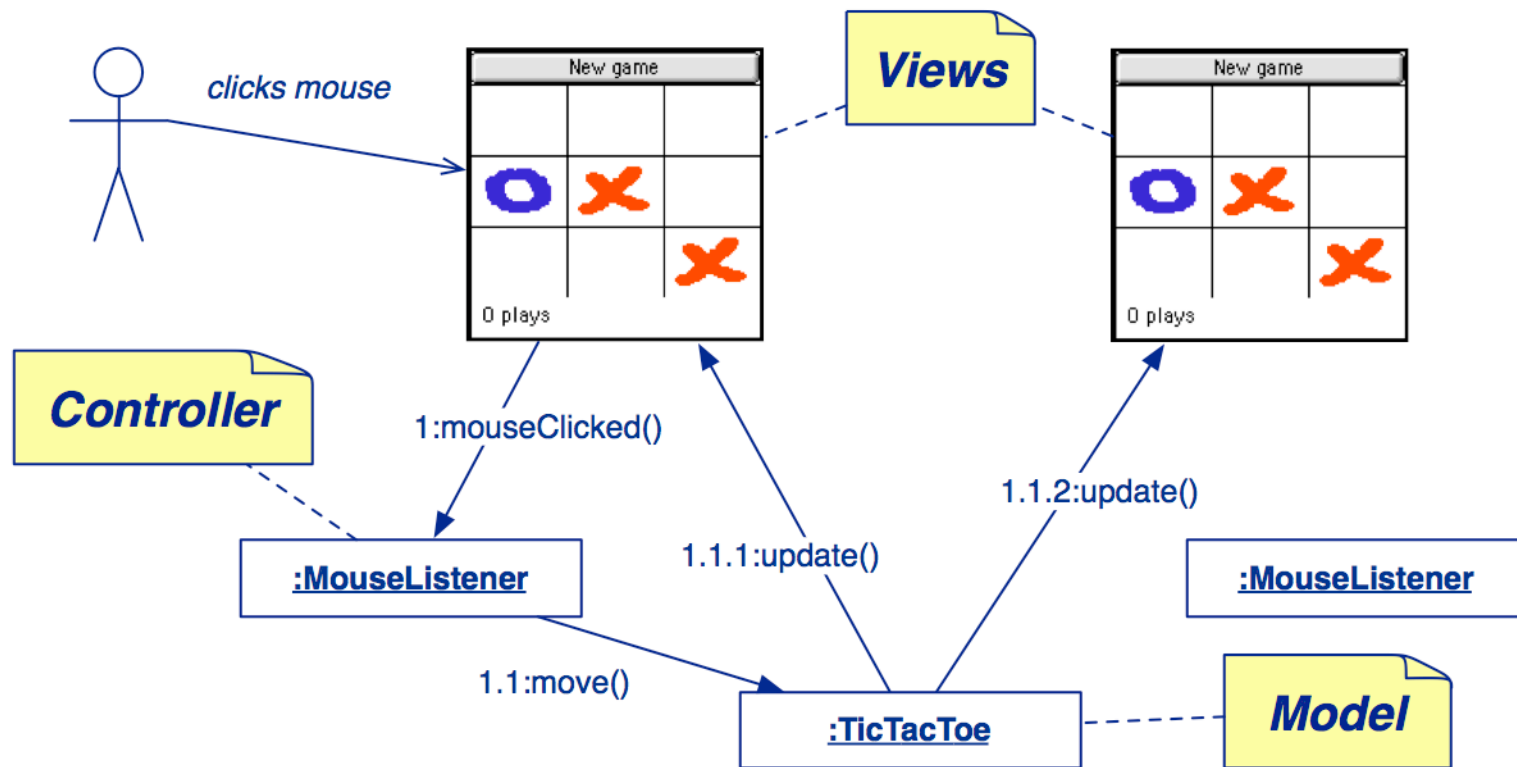 clicks mouse
New game
Views
New game
0 plays
0 plays
Controller
1:mouseClicked()
1.1.2:update()
1.1.1:update()
:MouseListener
:MouseListener
1.1:move()
:TicTacToe
Model